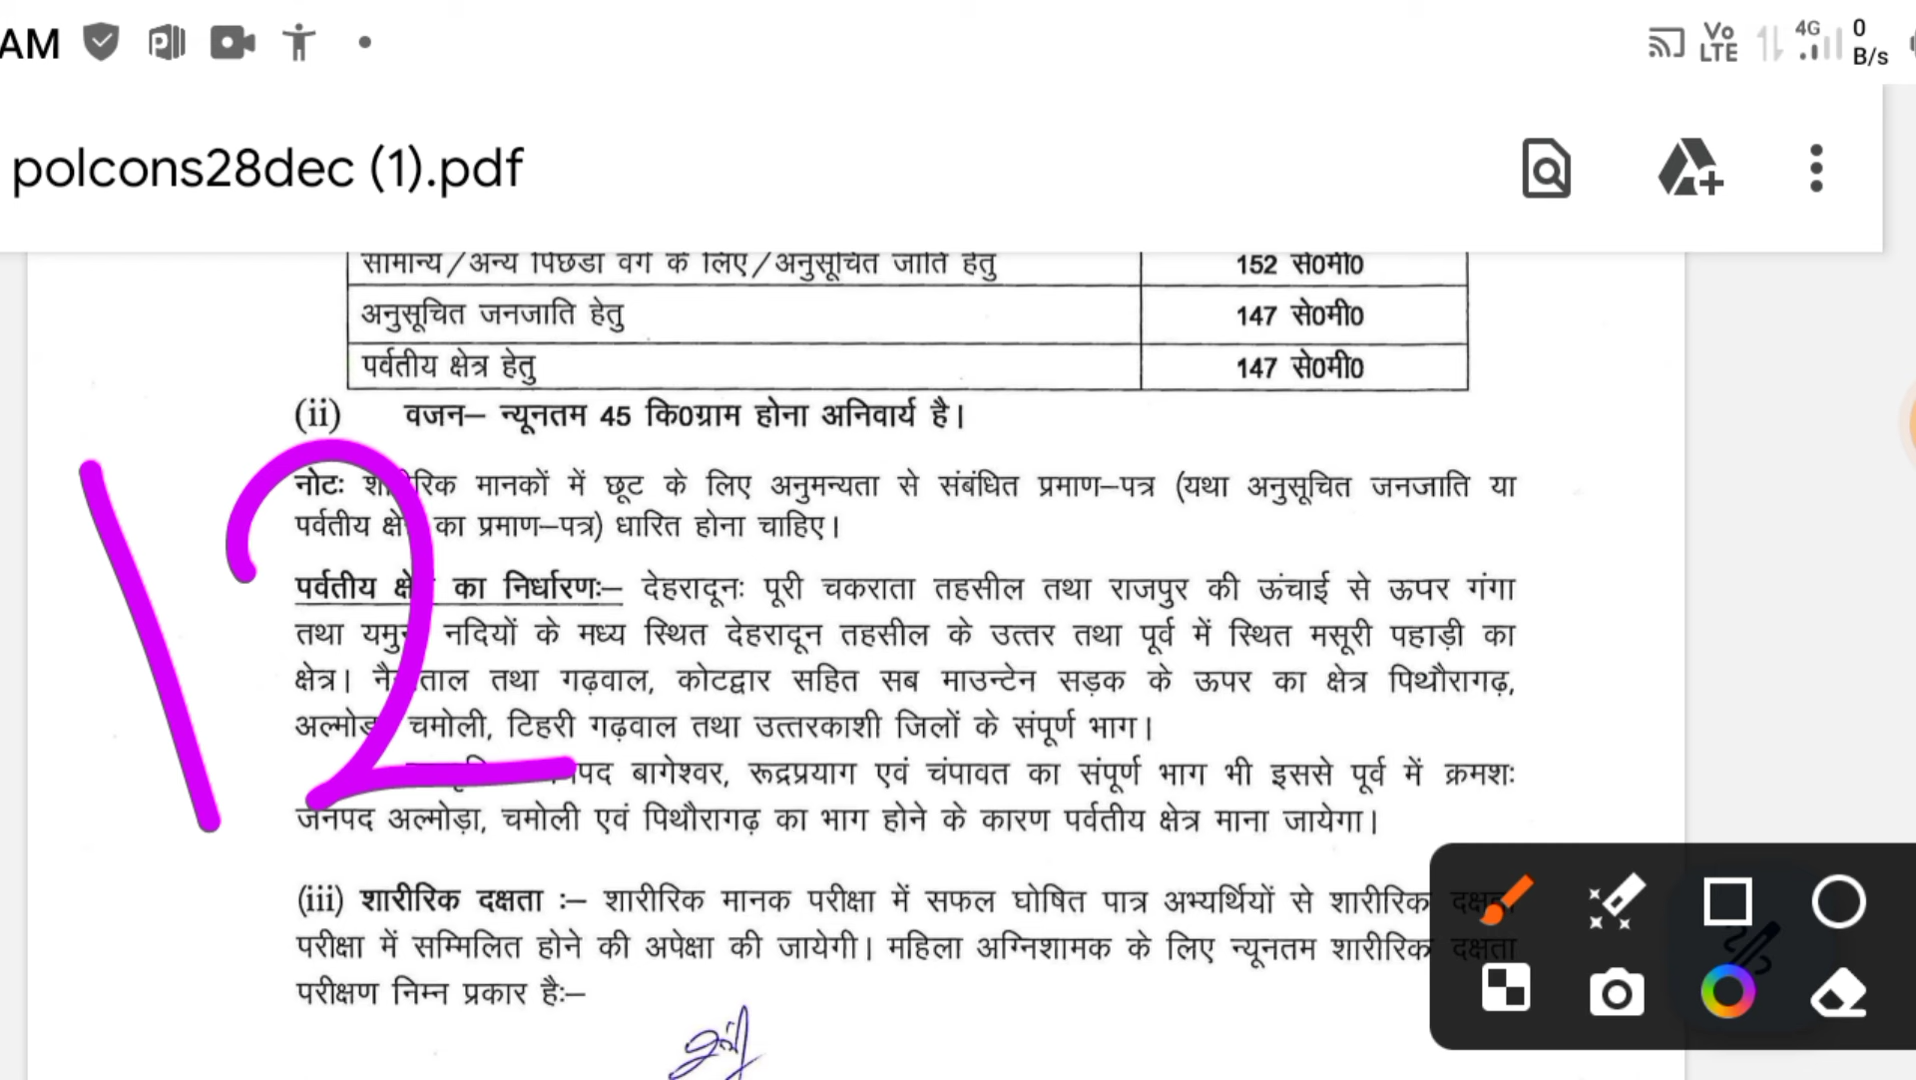 AM
Vo LTE 4G 0 B/s
polcons28dec (1).pdf
सामान्य/अन्य पिछडा वर्ग के लिए/अनुसूचित जाति हेतु 152 से0मी0
अनुसूचित जनजाति हेतु 147 से0मी0
पर्वतीय क्षेत्र हेतु 147 से0मी0
(ii) वजन– न्यूनतम 45 कि0ग्राम होना अनिवार्य है।
12
नोटः मानकों में छूट के लिए अनुमन्यता से संबंधित प्रमाण–पत्र (यथा अनुसूचित जनजाति या
पर्वतीय का प्रमाण–पत्र) धारित होना चाहिए।
पर्वतीय का निर्धारणः– देहरादूनः पूरी चकराता तहसील तथा राजपुर की ऊंचाई से ऊपर गंगा
तथा नदियों के मध्य स्थित देहरादून तहसील के उत्तर तथा पूर्व में स्थित मसूरी पहाड़ी का
क्षेत्र। तथा गढ़वाल, कोटद्वार सहित सब माउन्टेन सड़क के ऊपर का क्षेत्र पिथौरागढ़,
चमोली, टिहरी गढ़वाल तथा उत्तरकाशी जिलों के संपूर्ण भाग।
बागेश्वर, रूद्रप्रयाग एवं चंपावत का संपूर्ण भाग भी इससे पूर्व में क्रमशः
जनपद अल्मोड़ा, चमोली एवं पिथौरागढ़ का भाग होने के कारण पर्वतीय क्षेत्र माना जायेगा।
(iii) शारीरिक दक्षता :– शारीरिक मानक परीक्षा में सफल घोषित पात्र अभ्यर्थियों से शारीरिक
परीक्षा में सम्मिलित होने की अपेक्षा की जायेगी। महिला अग्निशामक के लिए न्यूनतम शारीरिक दक्षता
परीक्षण निम्न प्रकार हैः–